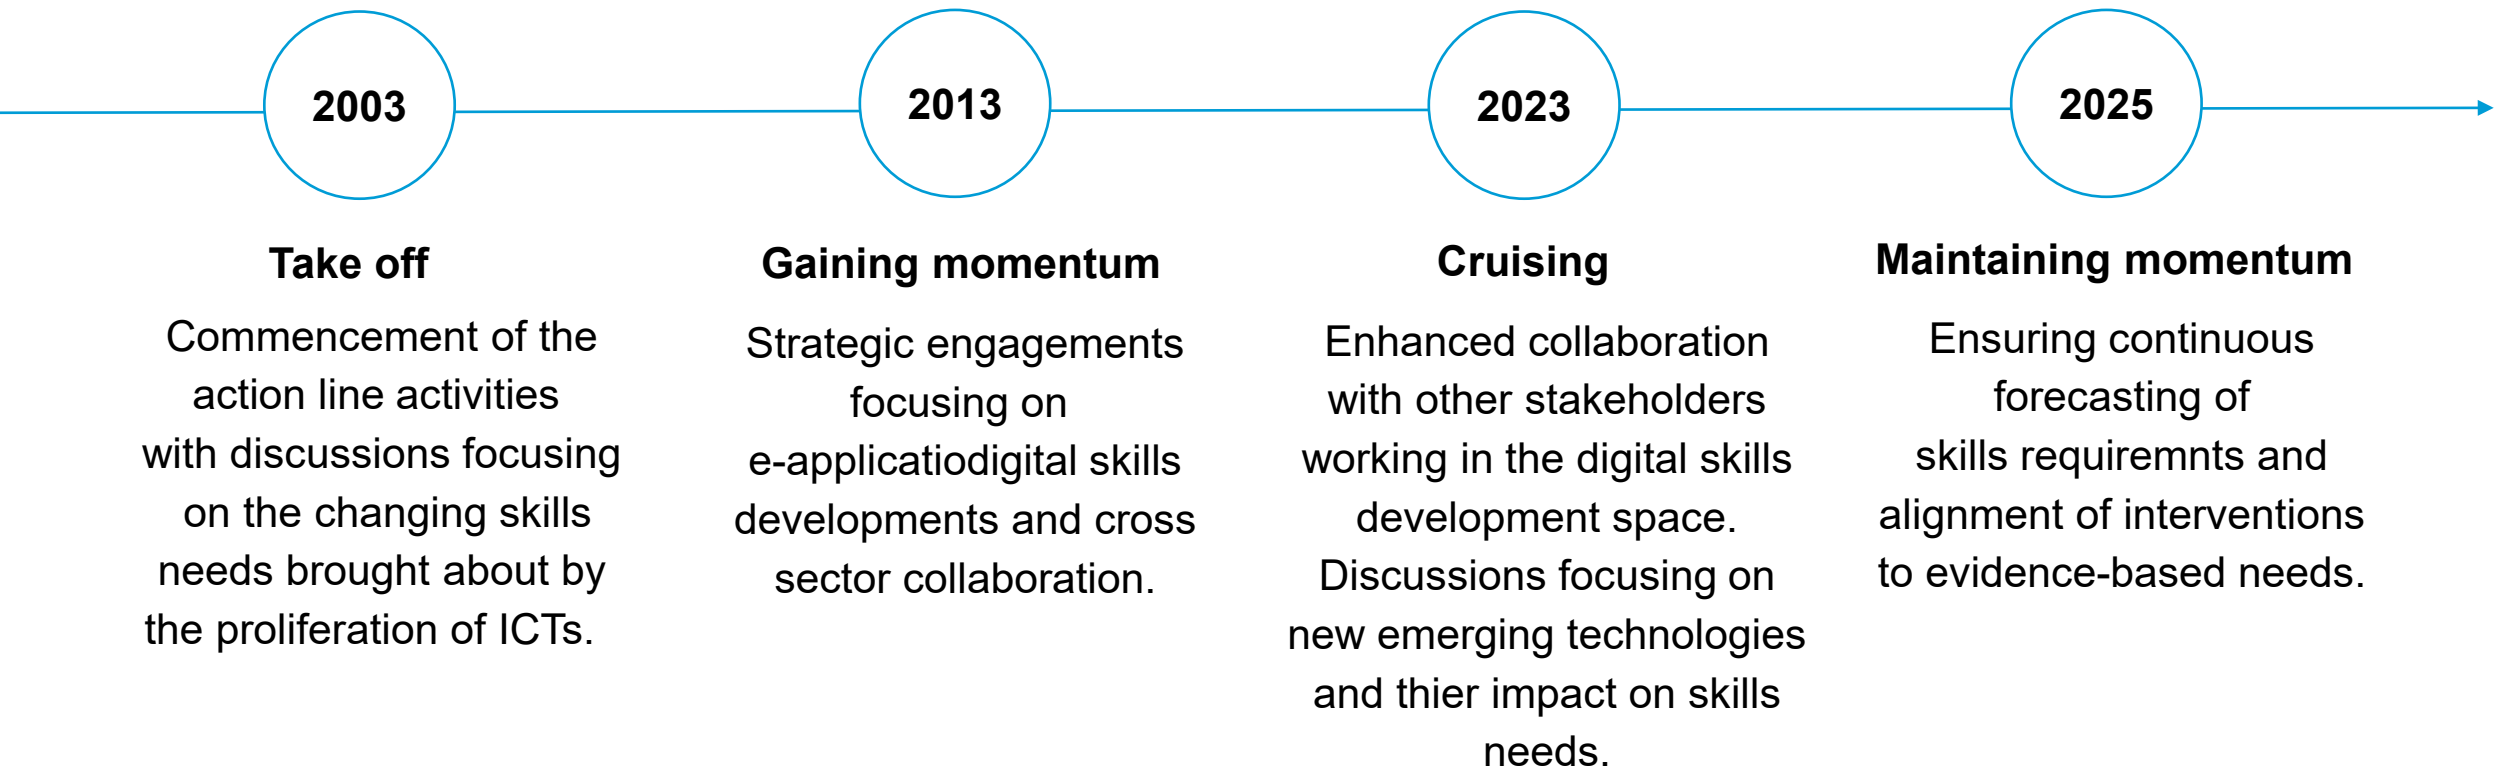 2003
Take off
Commencement of the
action line activities
with discussions focusing
on the changing skills
needs brought about by
the proliferation of ICTs.
2013
Gaining momentum
Strategic engagements
focusing on
e-applicatiodigital skills
developments and cross
sector collaboration.
2023
Cruising
Enhanced collaboration
with other stakeholders
working in the digital skills
development space.
Discussions focusing on
new emerging technologies
and thier impact on skills
needs.
2025
Maintaining momentum
Ensuring continuous
forecasting of
skills requiremnts and
alignment of interventions
to evidence-based needs.